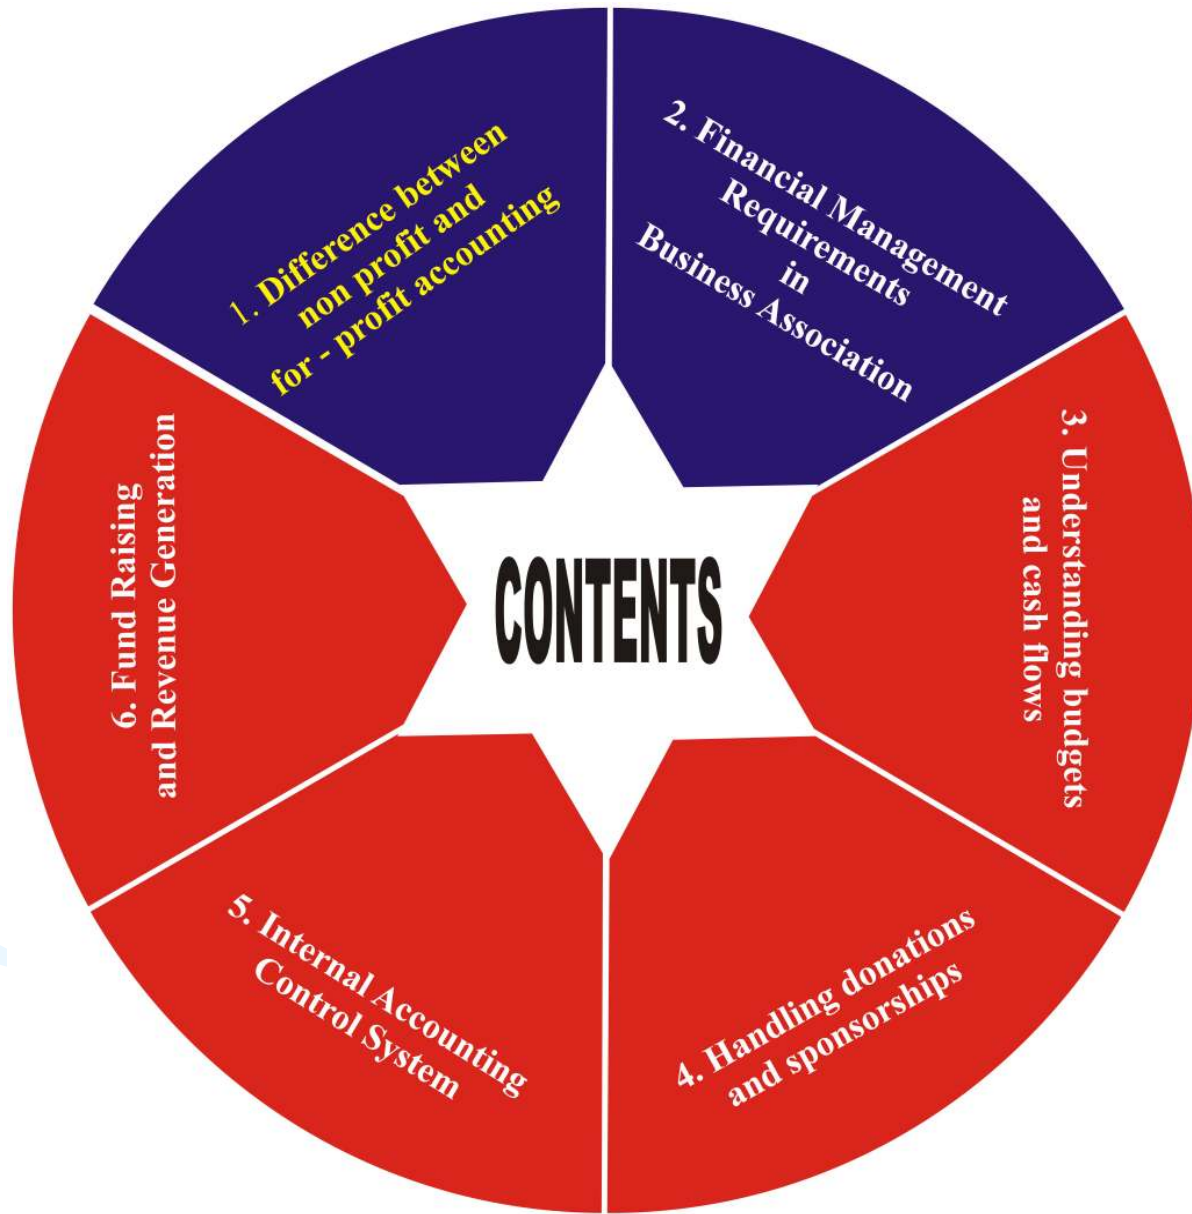 CONTENTS
1. Difference between
non profit and
for - profit accounting
2. Financial Management
Requirements
in
Business Association
3. Understanding budgets
and cash flows
4. Handling donations
and sponsorships
5. Internal Accounting
Control System
6. Fund Raising
and Revenue Generation